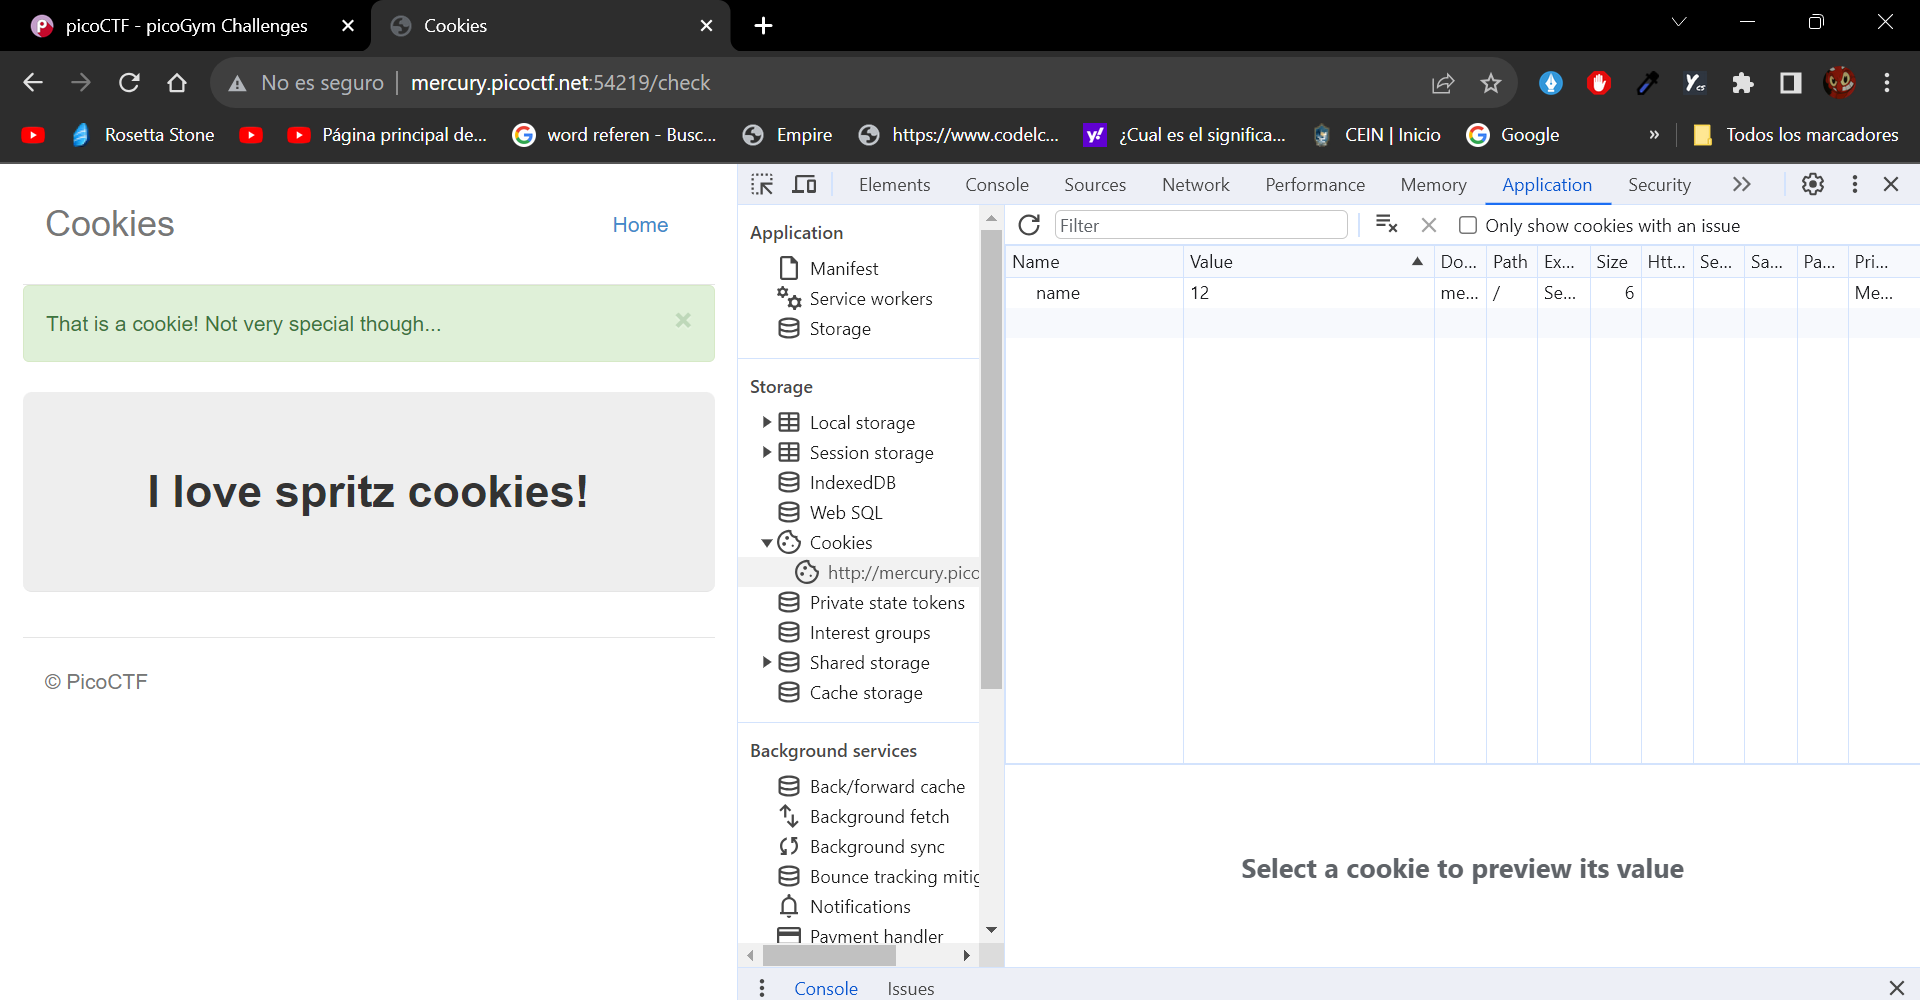 picoCTF - picoGym Challenges
Cookies
No es seguro
mercury.picoctf.net:54219/check
Rosetta Stone
Página principal de...
word referen - Busc...
Empire
https://www.codelc...
¿Cual es el significa...
CEIN | Inicio
Google
»
Todos los marcadores
Cookies
Home
That is a cookie! Not very special though...
×
I love spritz cookies!
© PicoCTF
Elements
Console
Sources
Network
Performance
Memory
Application
Security
Application
Manifest
Service workers
Storage
Storage
Local storage
Session storage
IndexedDB
Web SQL
Cookies
http://mercury.pico
Private state tokens
Interest groups
Shared storage
Cache storage
Background services
Back/forward cache
Background fetch
Background sync
Bounce tracking mitig
Notifications
Payment handler
Filter
Only show cookies with an issue
Name Value Do... Path Ex... Size Htt... Se... Sa... Pa... Pri...
name 12 me... / Se... 6 Me...
Select a cookie to preview its value
Console
Issues